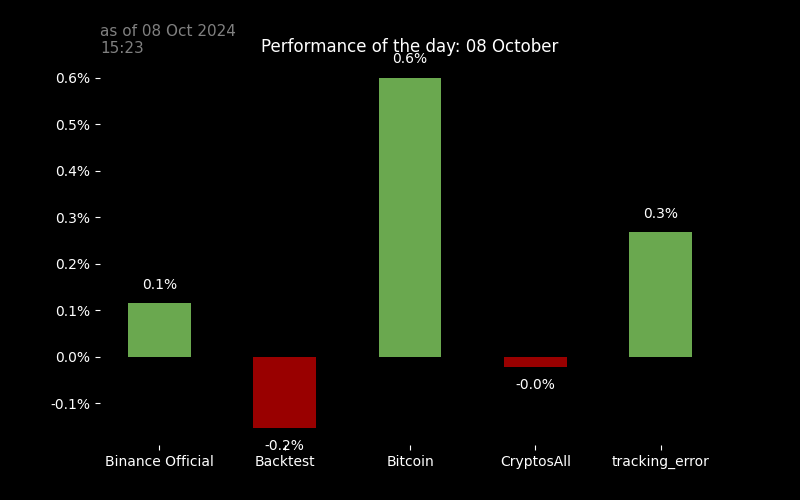 as of 08 Oct 2024
15:23
Performance of the day: 08 October
0.6%
0.6%
0.5%
0.4%
0.3%
0.3%
0.2%
0.1%
0.1%
0.0%
-0.0%
-0.1%
-0.2%
Binance Official
Backtest
Bitcoin
CryptosAll
tracking_error